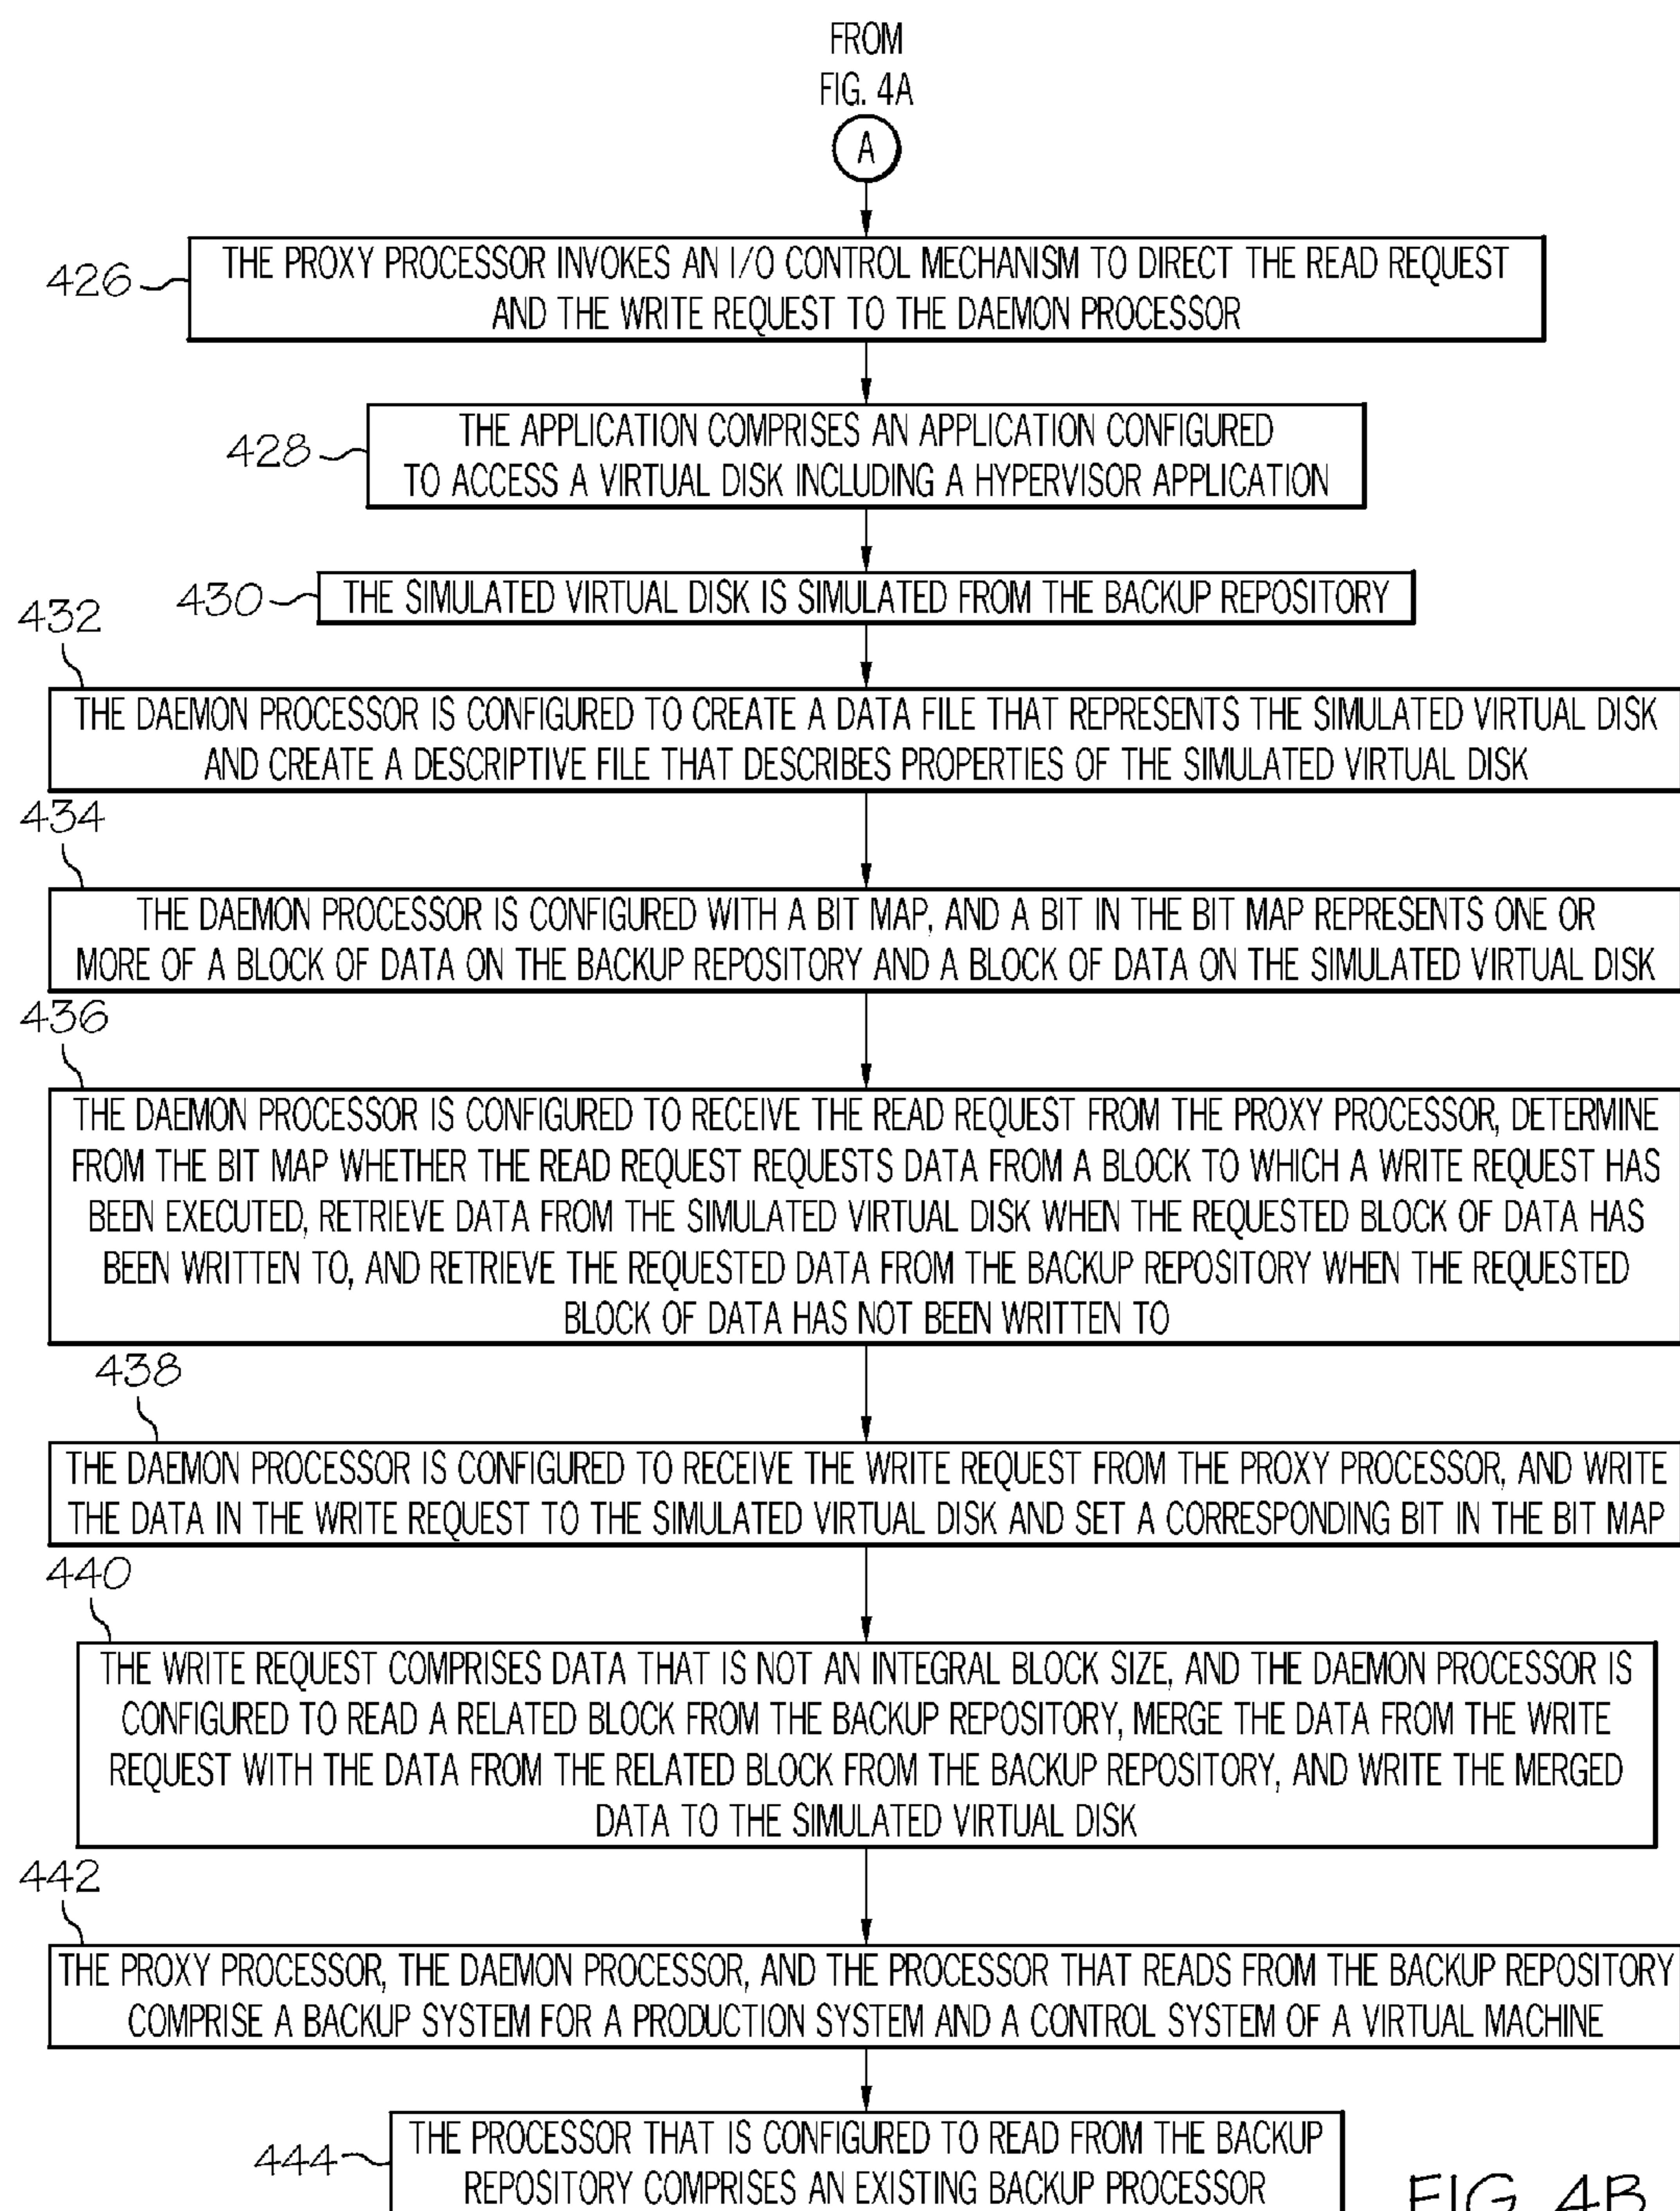 FROM
FIG. 4A
A
426
THE PROXY PROCESSOR INVOKES AN I/O CONTROL MECHANISM TO DIRECT THE READ REQUEST
AND THE WRITE REQUEST TO THE DAEMON PROCESSOR
428
THE APPLICATION COMPRISES AN APPLICATION CONFIGURED
TO ACCESS A VIRTUAL DISK INCLUDING A HYPERVISOR APPLICATION
430
THE SIMULATED VIRTUAL DISK IS SIMULATED FROM THE BACKUP REPOSITORY
432
THE DAEMON PROCESSOR IS CONFIGURED TO CREATE A DATA FILE THAT REPRESENTS THE SIMULATED VIRTUAL DISK
AND CREATE A DESCRIPTIVE FILE THAT DESCRIBES PROPERTIES OF THE SIMULATED VIRTUAL DISK
434
THE DAEMON PROCESSOR IS CONFIGURED WITH A BIT MAP, AND A BIT IN THE BIT MAP REPRESENTS ONE OR
MORE OF A BLOCK OF DATA ON THE BACKUP REPOSITORY AND A BLOCK OF DATA ON THE SIMULATED VIRTUAL DISK
436
THE DAEMON PROCESSOR IS CONFIGURED TO RECEIVE THE READ REQUEST FROM THE PROXY PROCESSOR, DETERMINE
FROM THE BIT MAP WHETHER THE READ REQUEST REQUESTS DATA FROM A BLOCK TO WHICH A WRITE REQUEST HAS
BEEN EXECUTED, RETRIEVE DATA FROM THE SIMULATED VIRTUAL DISK WHEN THE REQUESTED BLOCK OF DATA HAS
BEEN WRITTEN TO, AND RETRIEVE THE REQUESTED DATA FROM THE BACKUP REPOSITORY WHEN THE REQUESTED
BLOCK OF DATA HAS NOT BEEN WRITTEN TO
438
THE DAEMON PROCESSOR IS CONFIGURED TO RECEIVE THE WRITE REQUEST FROM THE PROXY PROCESSOR, AND WRITE
THE DATA IN THE WRITE REQUEST TO THE SIMULATED VIRTUAL DISK AND SET A CORRESPONDING BIT IN THE BIT MAP
440
THE WRITE REQUEST COMPRISES DATA THAT IS NOT AN INTEGRAL BLOCK SIZE, AND THE DAEMON PROCESSOR IS
CONFIGURED TO READ A RELATED BLOCK FROM THE BACKUP REPOSITORY, MERGE THE DATA FROM THE WRITE
REQUEST WITH THE DATA FROM THE RELATED BLOCK FROM THE BACKUP REPOSITORY, AND WRITE THE MERGED
DATA TO THE SIMULATED VIRTUAL DISK
442
THE PROXY PROCESSOR, THE DAEMON PROCESSOR, AND THE PROCESSOR THAT READS FROM THE BACKUP REPOSITORY
COMPRISE A BACKUP SYSTEM FOR A PRODUCTION SYSTEM AND A CONTROL SYSTEM OF A VIRTUAL MACHINE
444
THE PROCESSOR THAT IS CONFIGURED TO READ FROM THE BACKUP
REPOSITORY COMPRISES AN EXISTING BACKUP PROCESSOR
FIG. 4B